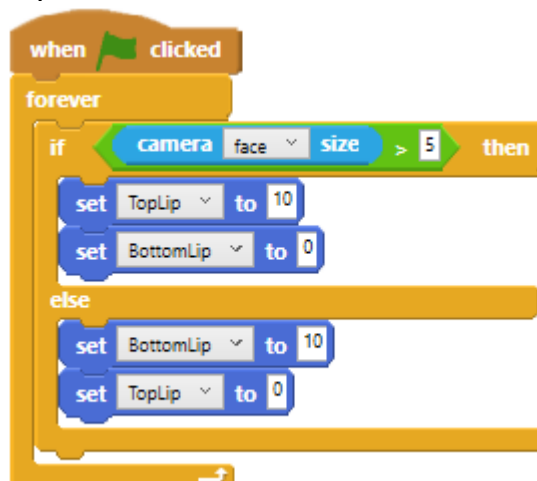 when clicked
forever
if camera face size > 5 then
set TopLip to 10
set BottomLip to 0
else
set BottomLip to 10
set TopLip to 0